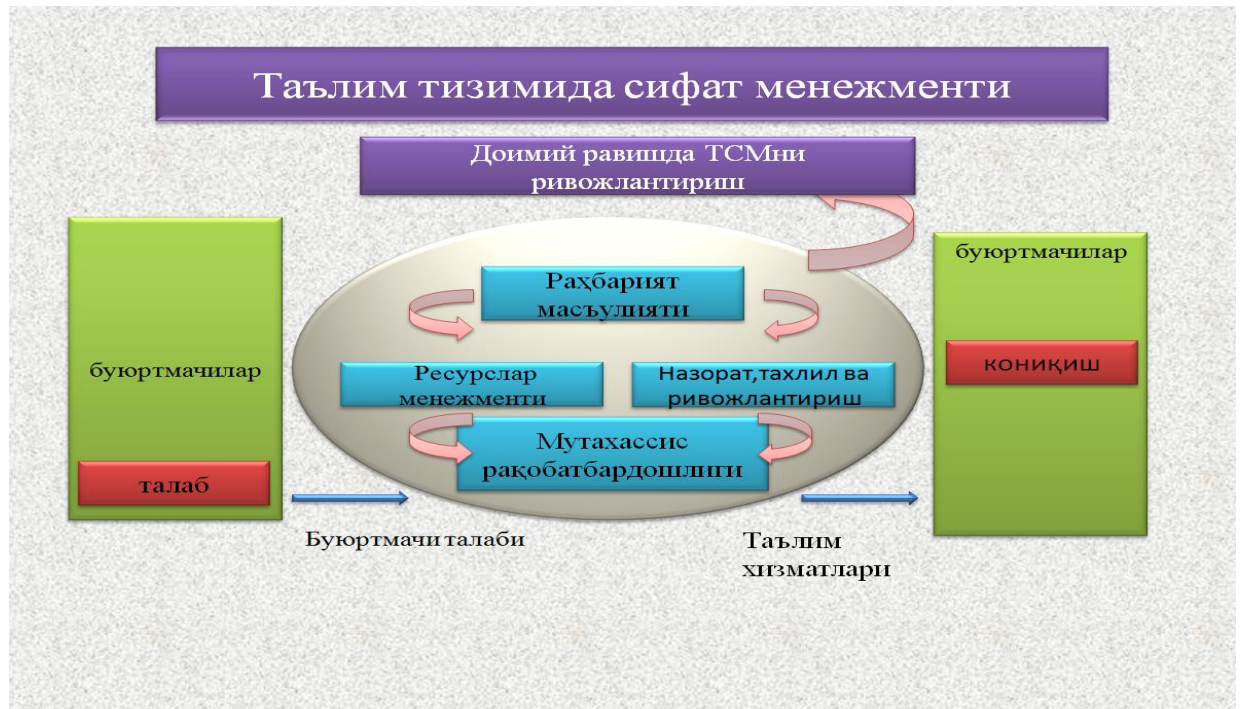 Таълим тизимида сифат менежменти
Доимий равишда ТСМни
ривожлантириш
буюртмачилар
талаб
Раҳбарият
масъулияти
Ресурслар
менежменти
Назорат,тахлил ва
ривожлантириш
Мутахассис
рақобатбардошлиги
буюртмачилар
кониқиш
Буюртмачи талаби
Таълим
хизматлари